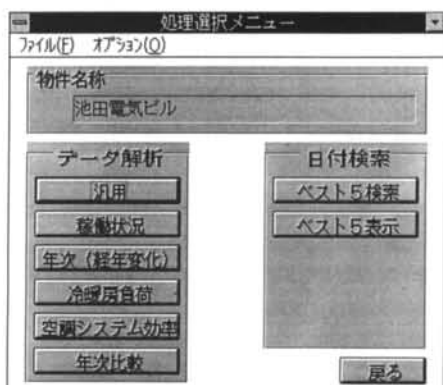 処理選択メニュー
ファイル(F) オプション(O)
物件名称
池田電気ビル
データ解析
汎用
稼働状況
年次(経年変化)
冷暖房負荷
空調システム効率
年次比較
日付検索
ベスト5検索
ベスト5表示
戻る